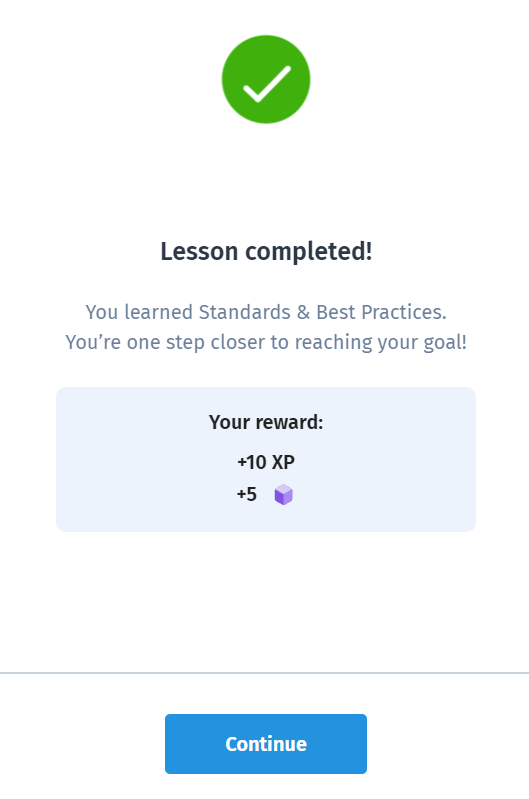 Lesson completed!
You learned Standards & Best Practices.
You’re one step closer to reaching your goal!
Your reward:
+10 XP
+5
Continue